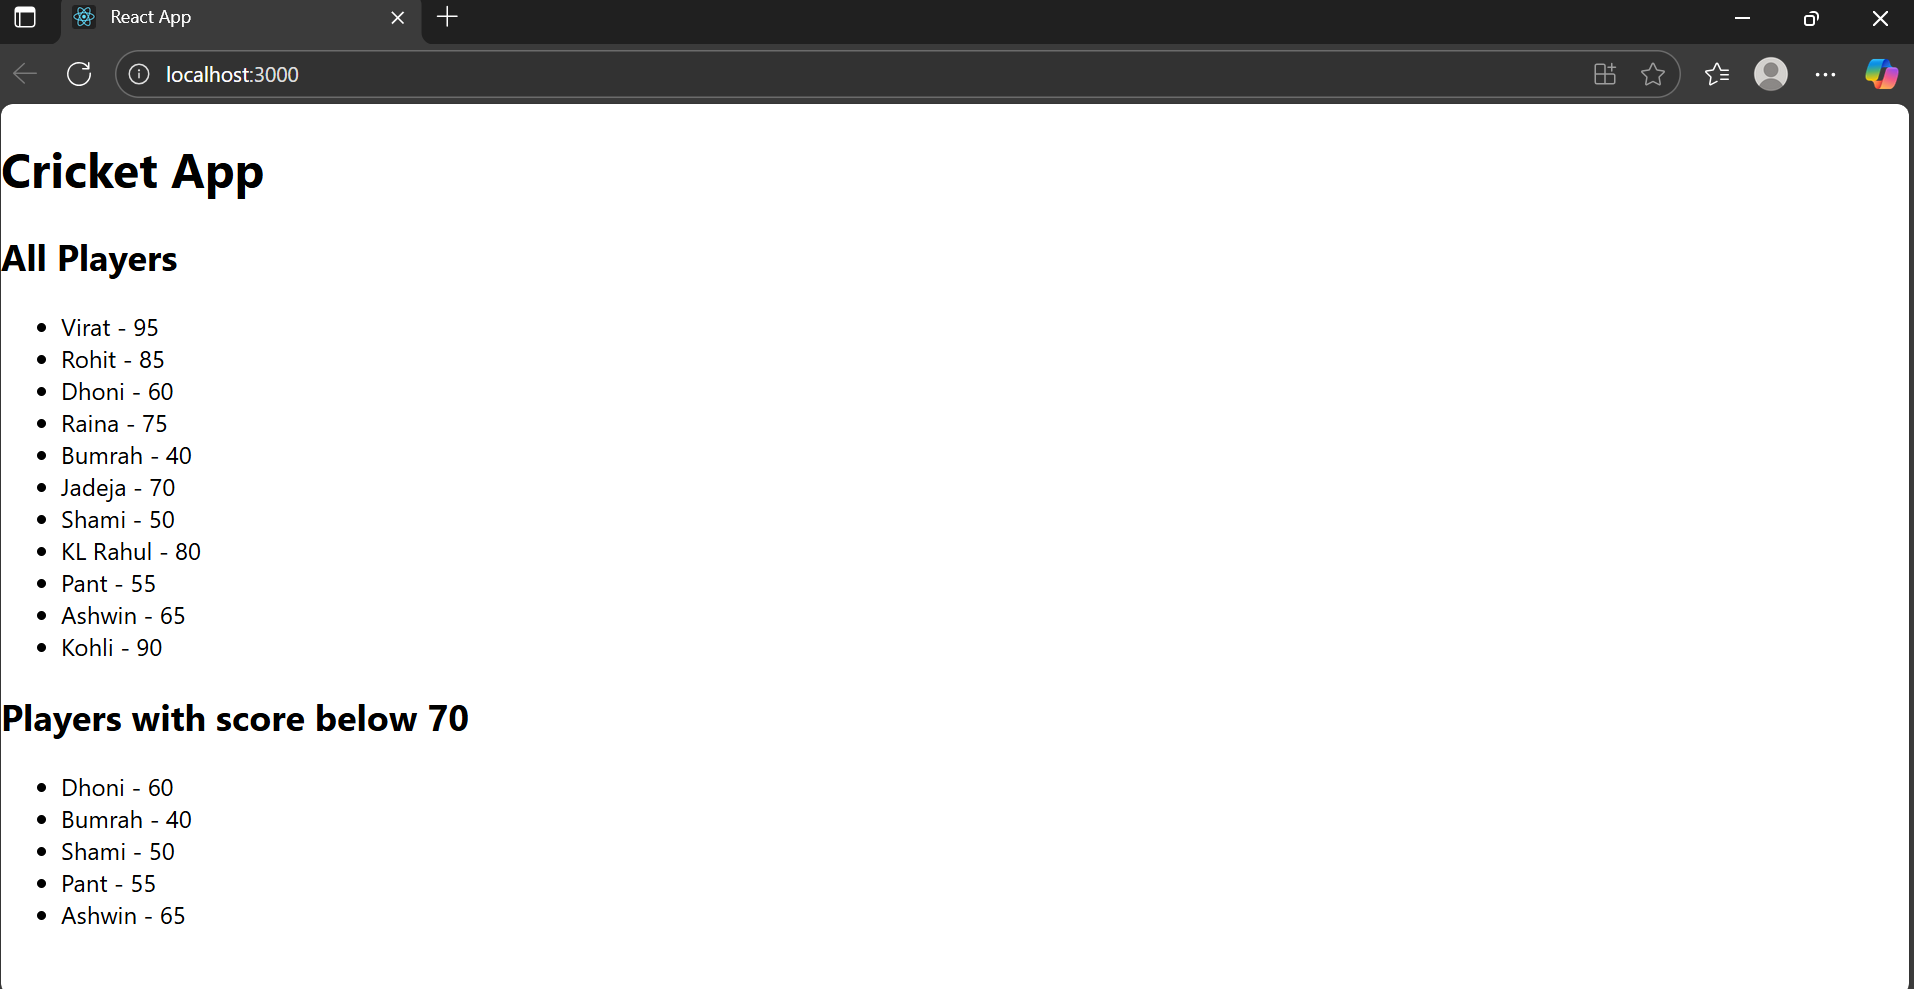 React App
localhost:3000
Cricket App
All Players
Virat - 95
Rohit - 85
Dhoni - 60
Raina - 75
Bumrah - 40
Jadeja - 70
Shami - 50
KL Rahul - 80
Pant - 55
Ashwin - 65
Kohli - 90
Players with score below 70
Dhoni - 60
Bumrah - 40
Shami - 50
Pant - 55
Ashwin - 65